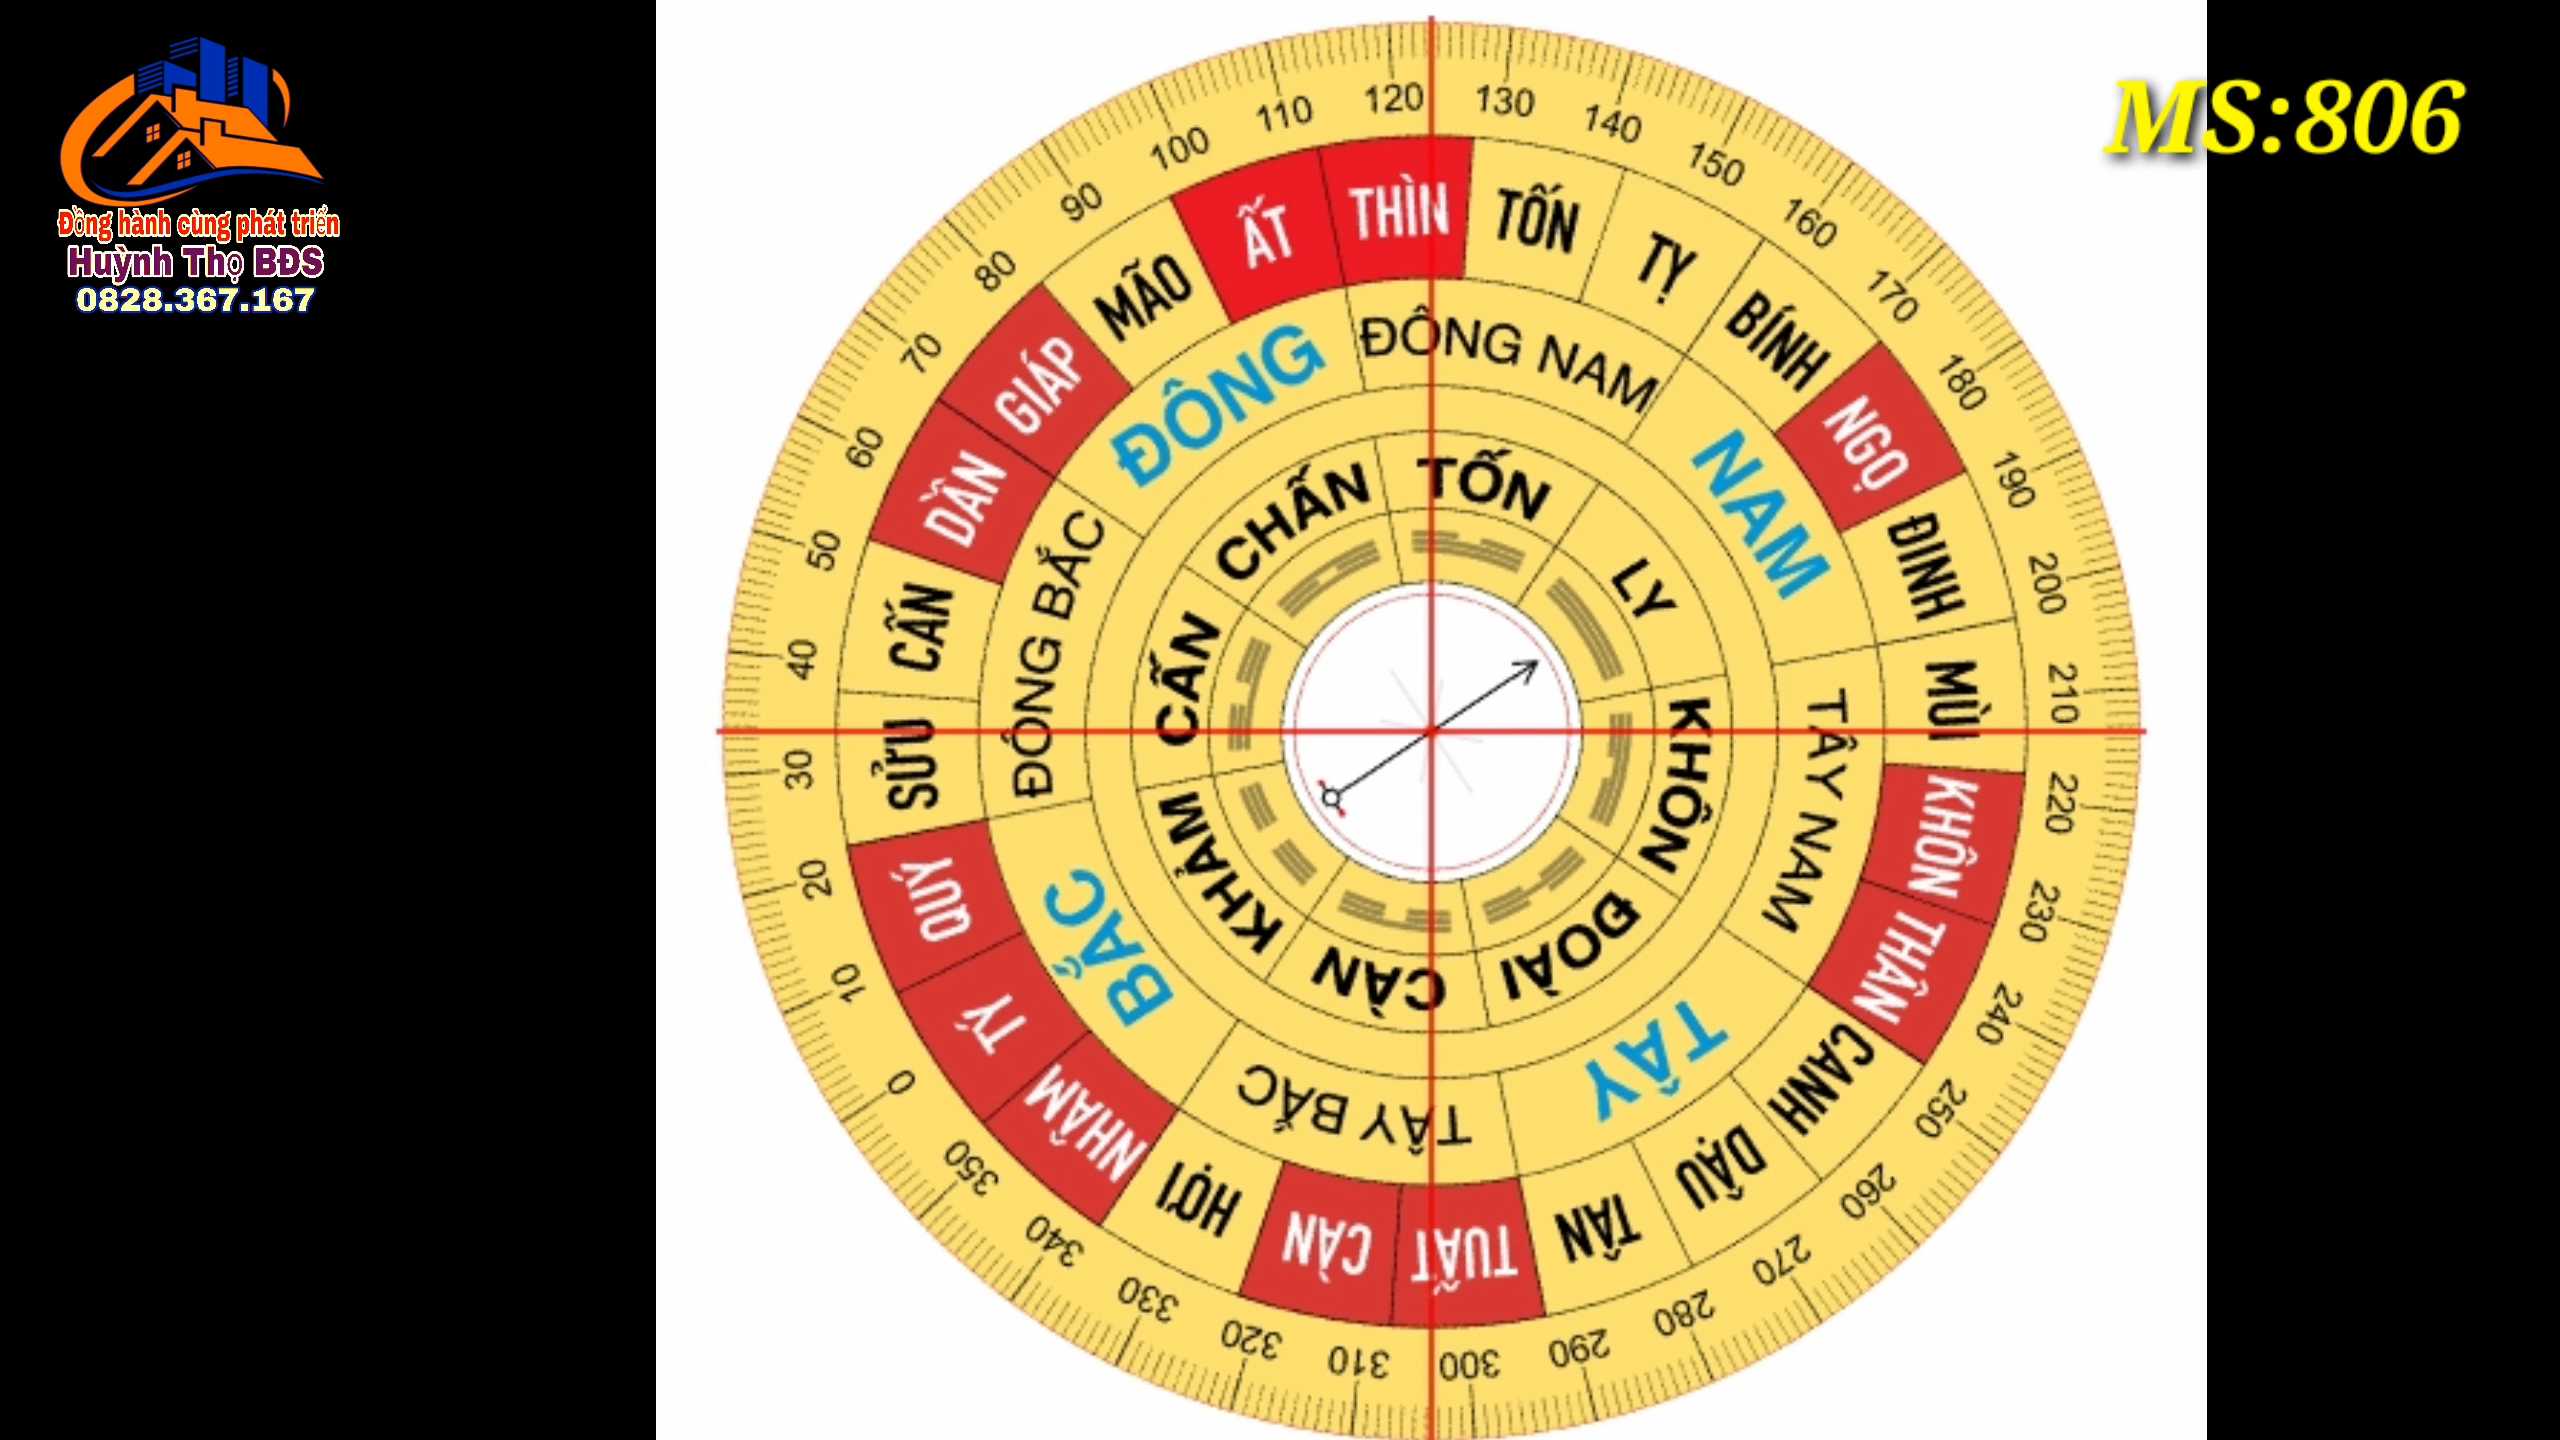 Đồng hành cùng phát triển
Huỳnh Thọ BĐS
0828.367.167
MS:806
0
10
20
30
40
50
60
70
80
90
100
110
120
130
140
150
160
170
180
190
200
210
220
230
240
250
260
270
280
290
300
310
320
330
340
350
THÌN
TỐN
TỴ
BÍNH
NGỌ
ĐINH
MÙI
KHÔN
THÂN
CANH
DẬU
TÂN
TUẤT
CÀN
HỢI
NHÂM
TÝ
QUÝ
SỬU
CẤN
DẦN
GIÁP
MÃO
ẤT
ĐÔNG
ĐÔNG NAM
NAM
TÂY NAM
TÂY
TÂY BẮC
BẮC
ĐÔNG BẮC
CHẤN
TỐN
LY
KHÔN
ĐOÀI
CÀN
KHẢM
CẤN